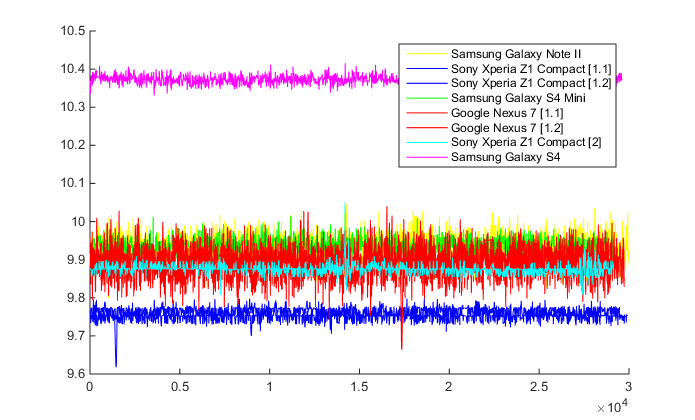 10.5
10.4
10.3
10.2
10.1
10
9.9
9.8
9.7
9.6
Samsung Galaxy Note II
Sony Xperia Z1 Compact [1.1]
Sony Xperia Z1 Compact [1.2]
Samsung Galaxy S4 Mini
Google Nexus 7 [1.1]
Google Nexus 7 [1.2]
Sony Xperia Z1 Compact [2]
Samsung Galaxy S4
0 0.5 1 1.5 2 2.5 3
×10^4